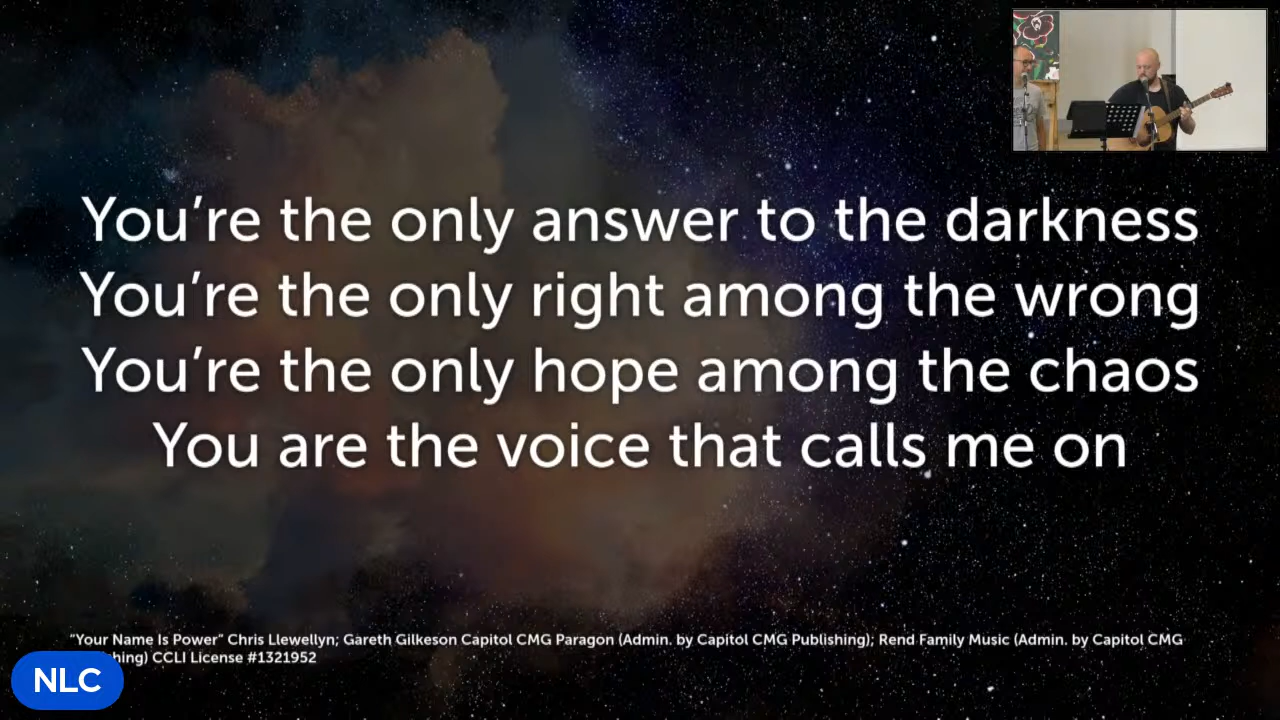 You’re the only answer to the darkness
You’re the only right among the wrong
You’re the only hope among the chaos
You are the voice that calls me on
"Your Name Is Power" Chris Llewellyn; Gareth Gilkeson Capitol CMG Paragon (Admin. by Capitol CMG Publishing); Rend Family Music (Admin. by Capitol CMG
hing) CCLI License #1321952
NLC